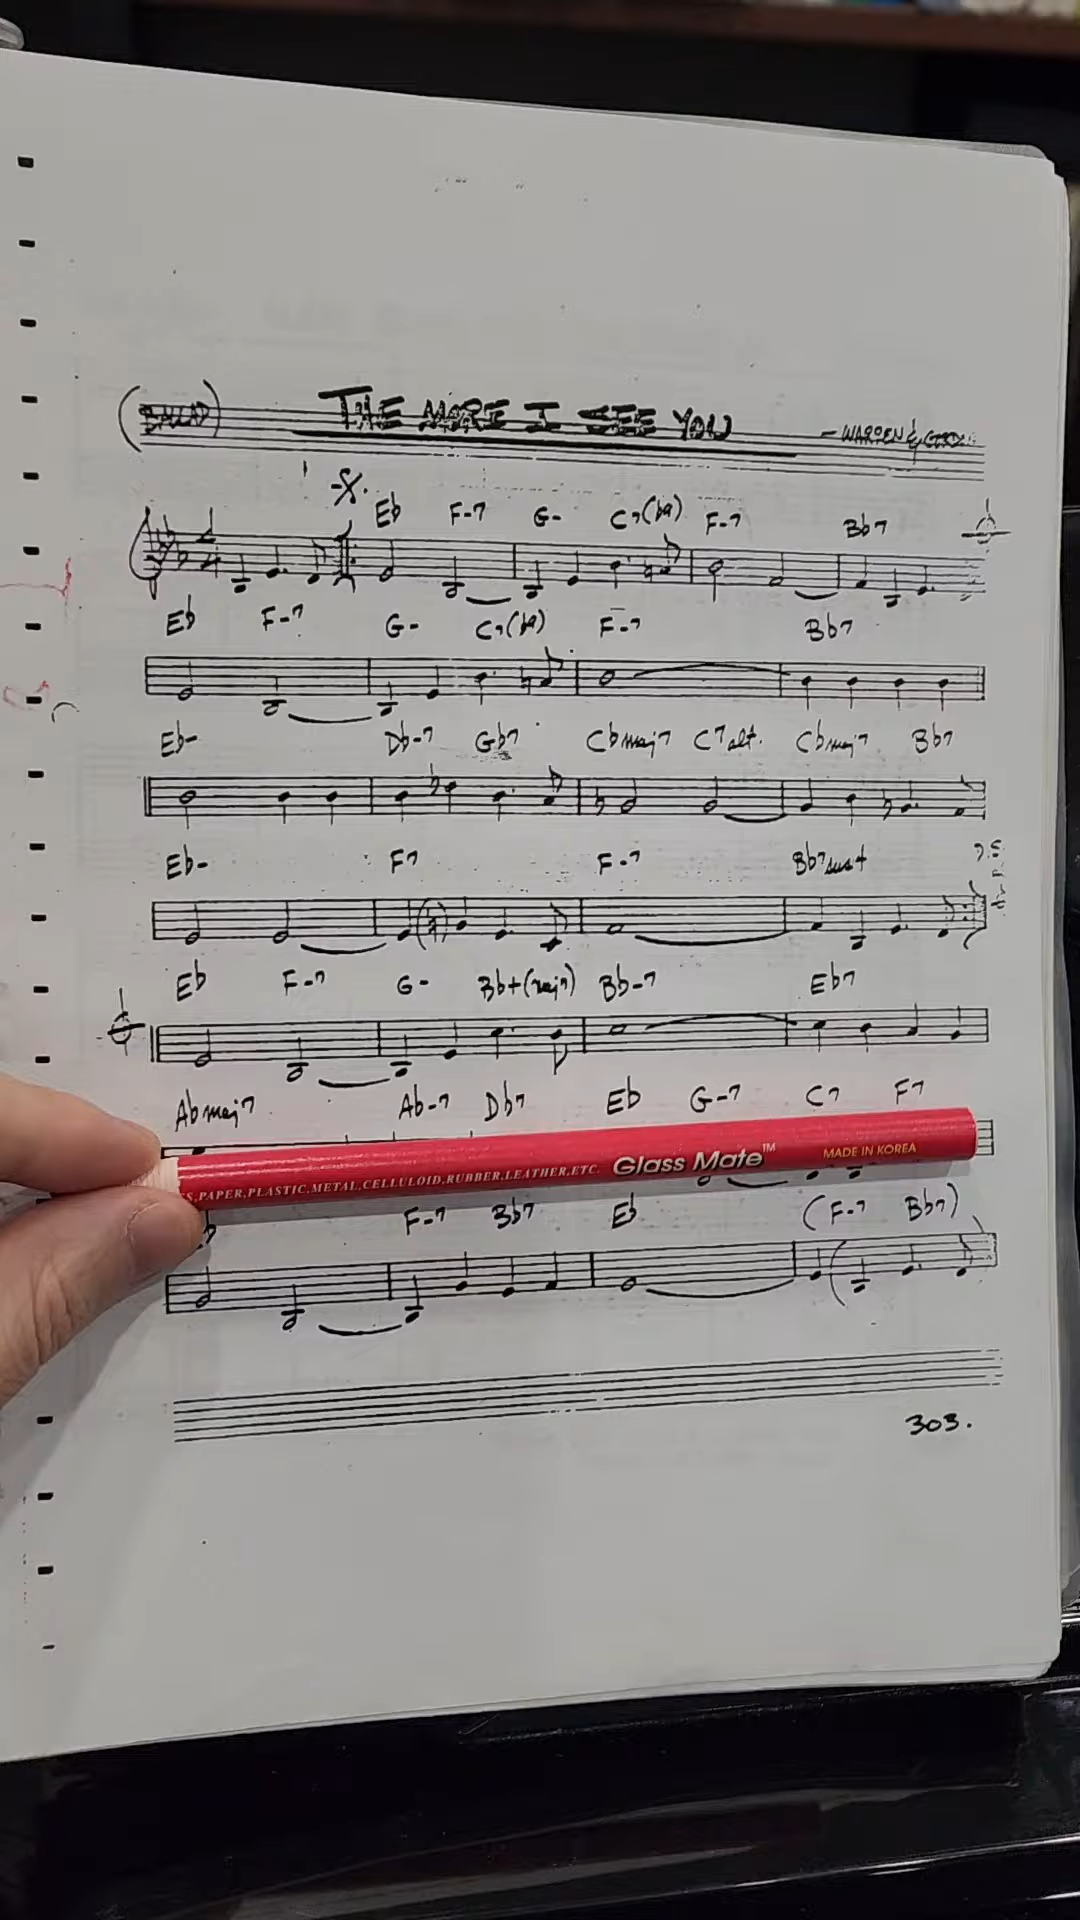 (BALLAD) THE MORE I SEE YOU - WARREN &
Eb F-7 G- C7(b9) F-7 Bb7
Eb F-7 G- C7(b9) F-7 Bb7
Eb- Db-7 Gb7 Cbmaj7 C7alt. Cbmaj7 Bb7
Eb- F7 F-7 Bb7sus4
Eb F-7 G- Bb+(maj7) Bb-7 Eb7
Abmaj7 Ab-7 Db7 Eb G-7 C7 F7
PAPER,PLASTIC,METAL,CELLULOID,RUBBER,LEATHER,ETC. Glass Mate™ MADE IN KOREA
F-7 Bb7 Eb (F-7 Bb7)
303.